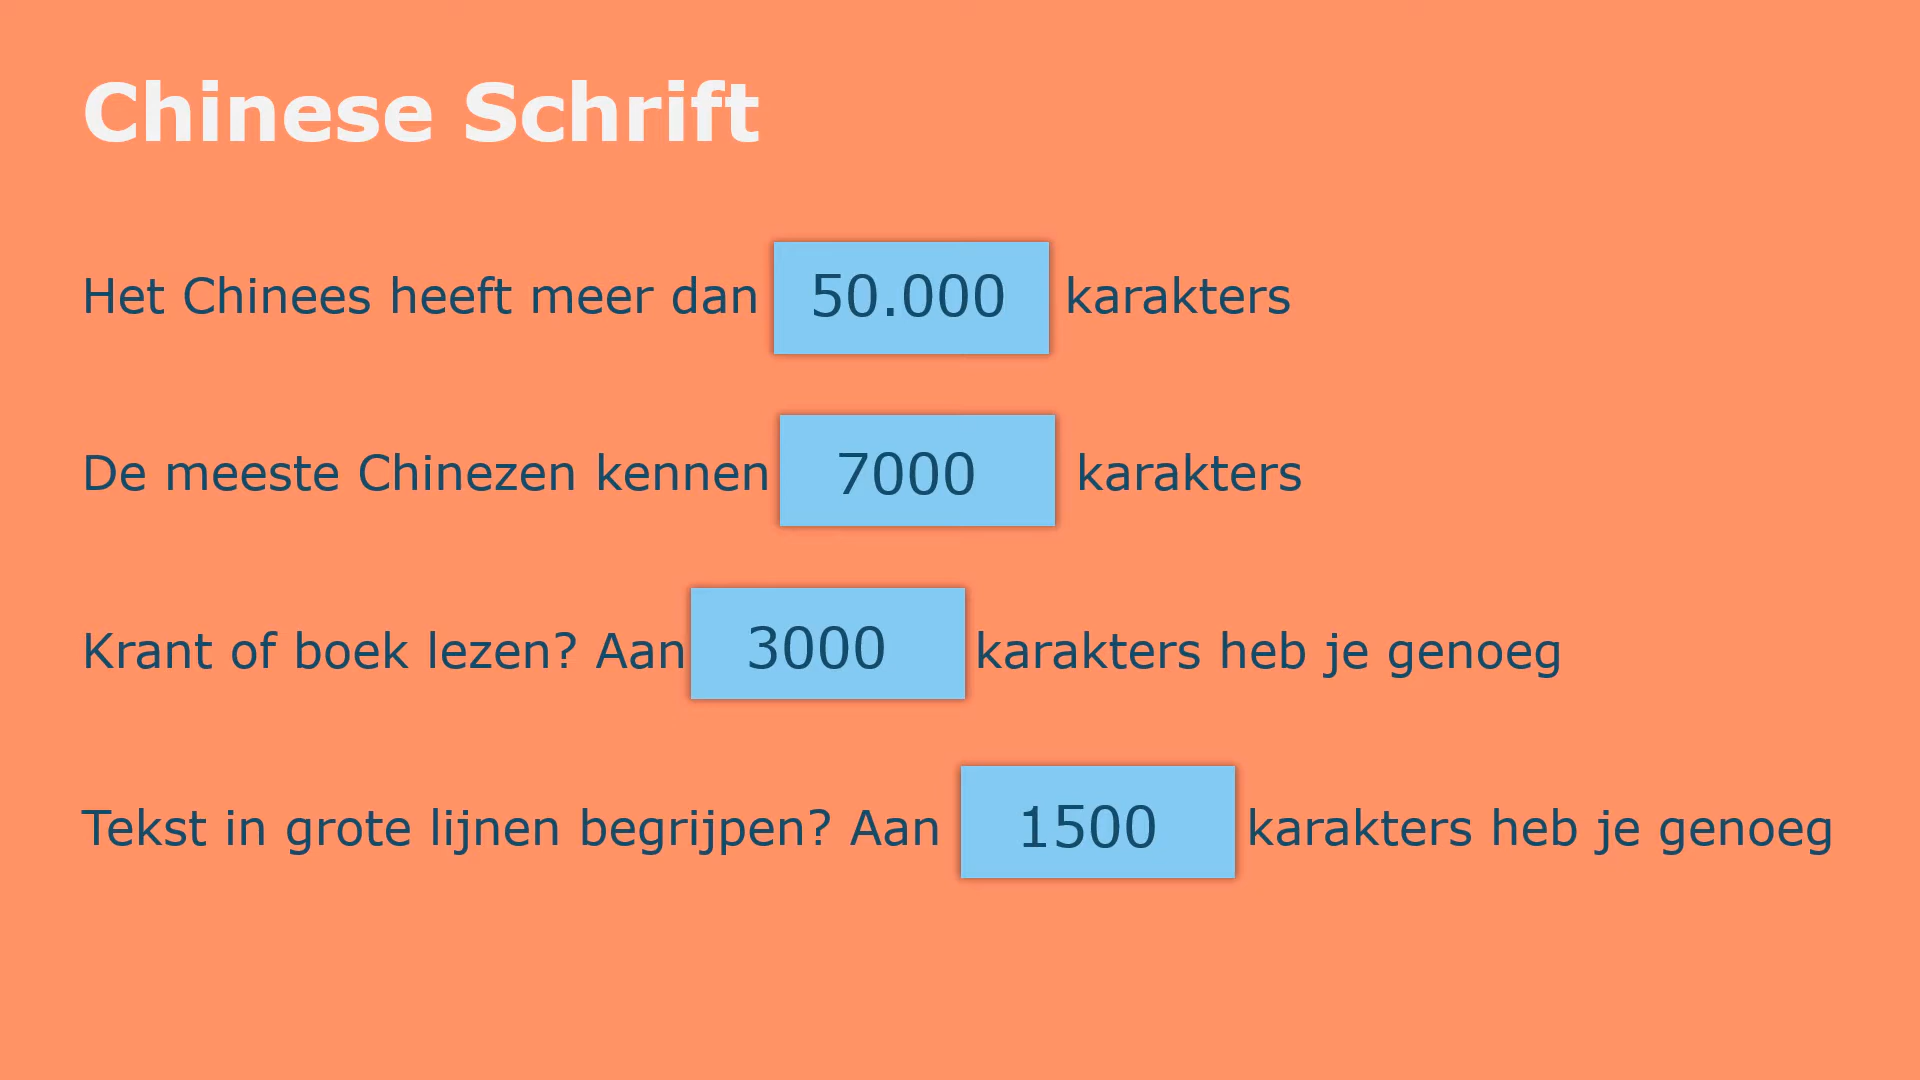 Chinese Schrift
Het Chinees heeft meer dan 50.000 karakters
De meeste Chinezen kennen 7000 karakters
Krant of boek lezen? Aan 3000 karakters heb je genoeg
Tekst in grote lijnen begrijpen? Aan 1500 karakters heb je genoeg